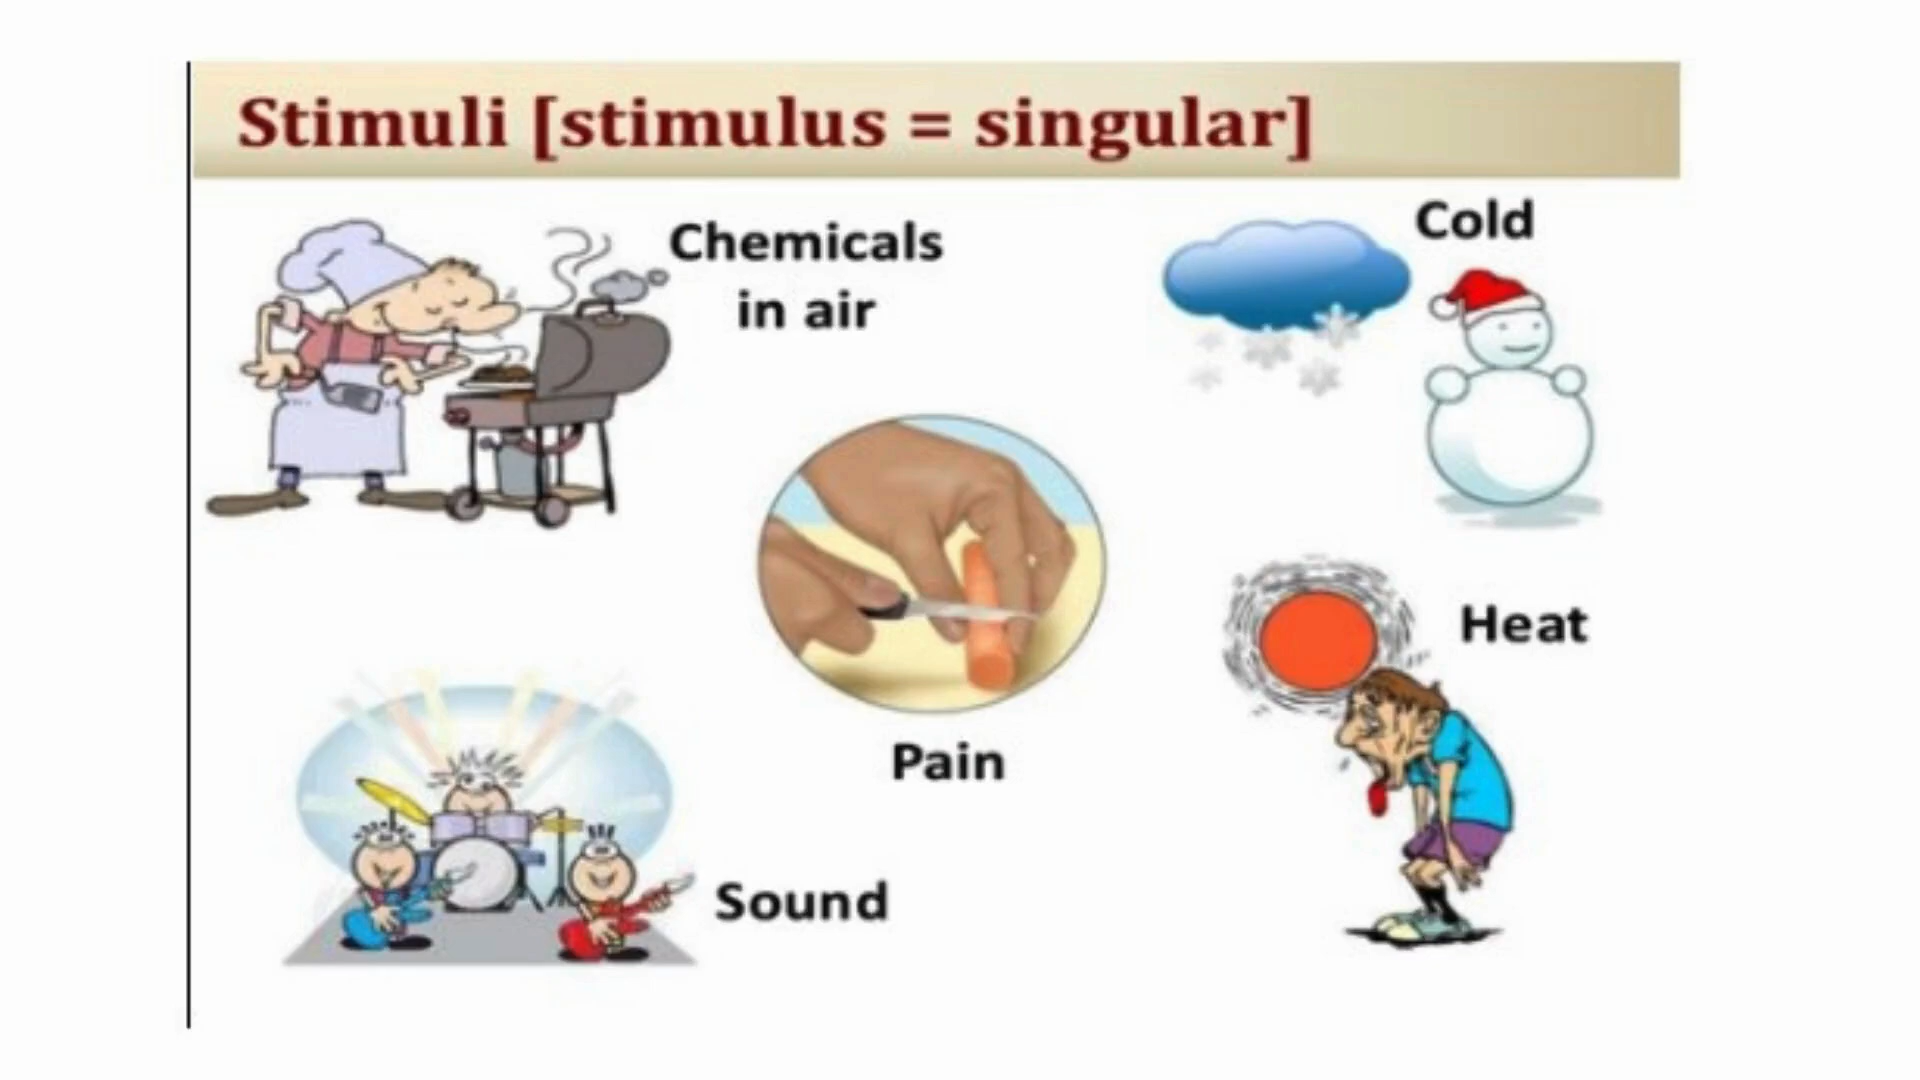 Stimuli [stimulus = singular]
Chemicals
in air
Cold
Pain
Heat
Sound